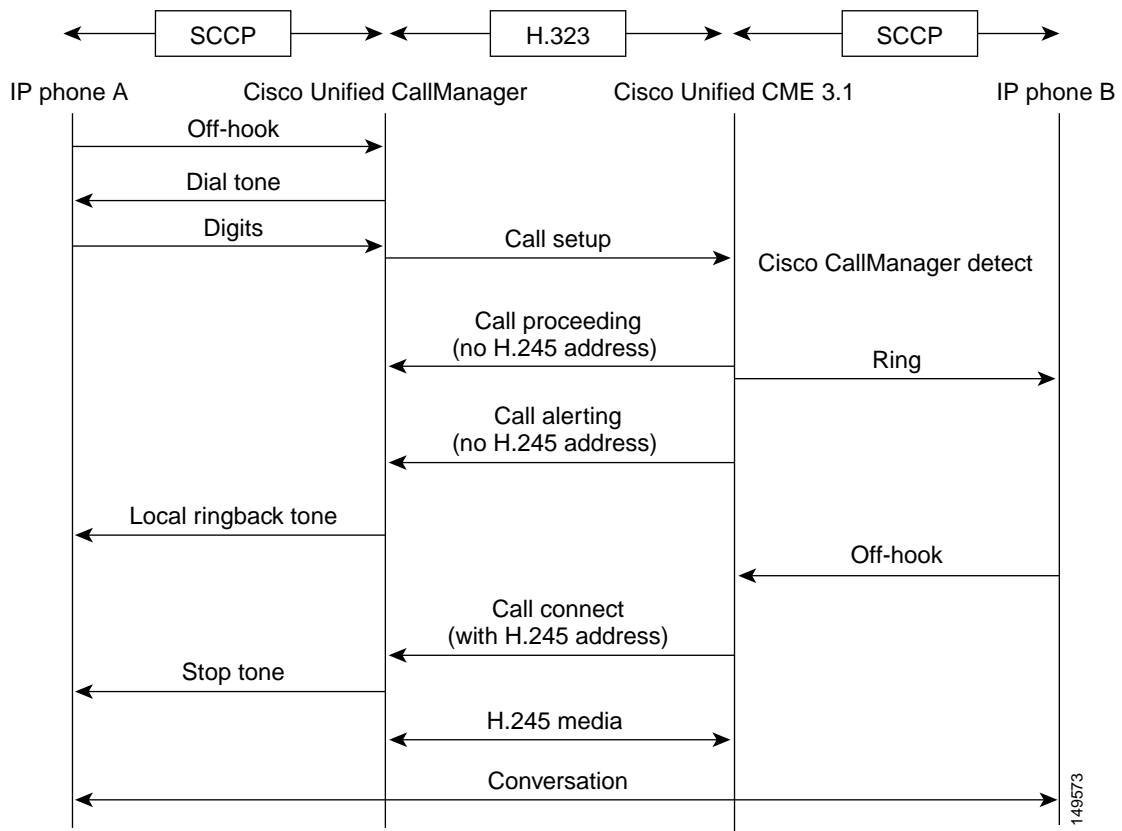 SCCP
H.323
SCCP
IP phone A
Cisco Unified CallManager
Cisco Unified CME 3.1
IP phone B
Off-hook
Dial tone
Digits
Call setup
Cisco CallManager detect
Call proceeding
(no H.245 address)
Ring
Call alerting
(no H.245 address)
Local ringback tone
Off-hook
Call connect
(with H.245 address)
Stop tone
H.245 media
Conversation
149573